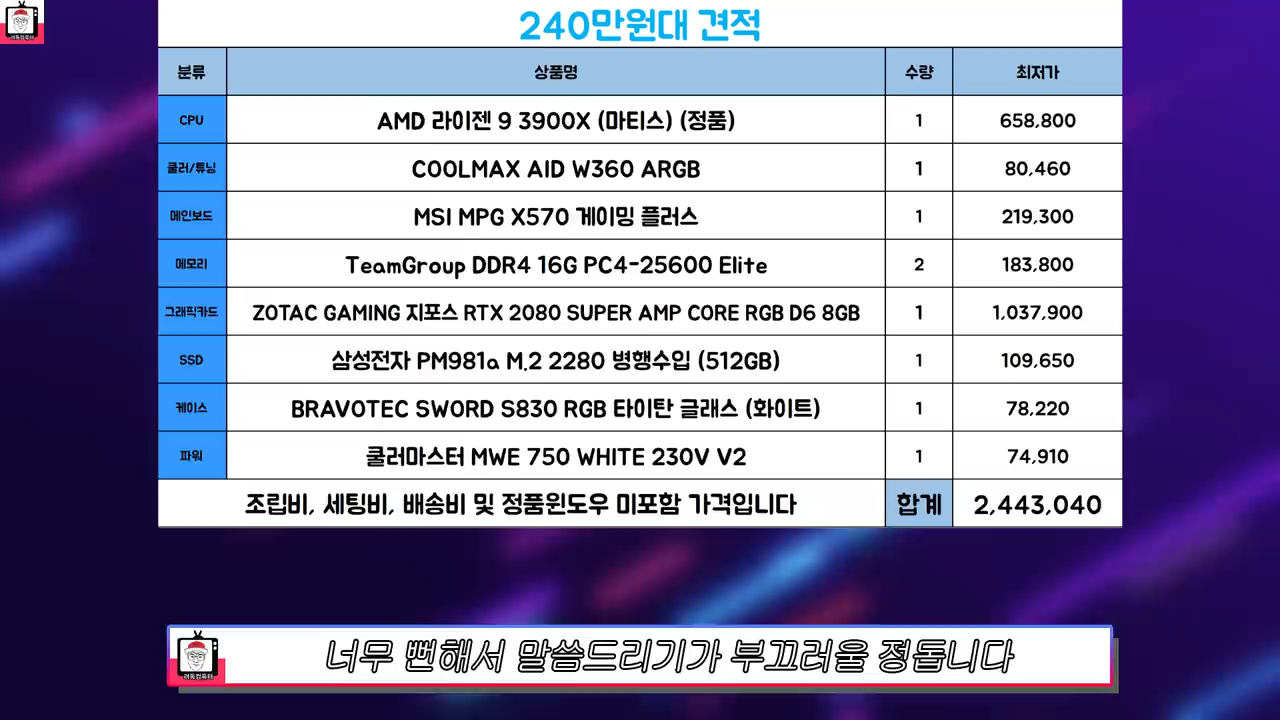 240만원대 견적
분류 상품명 수량 최저가
CPU AMD 라이젠 9 3900X (마티스) (정품) 1 658,800
쿨러/튜닝 COOLMAX AID W360 ARGB 1 80,460
메인보드 MSI MPG X570 게이밍 플러스 1 219,300
메모리 TeamGroup DDR4 16G PC4-25600 Elite 2 183,800
그래픽카드 ZOTAC GAMING 지포스 RTX 2080 SUPER AMP CORE RGB D6 8GB 1 1,037,900
SSD 삼성전자 PM981a M.2 2280 병행수입 (512GB) 1 109,650
케이스 BRAVOTEC SWORD S830 RGB 타이탄 글래스 (화이트) 1 78,220
파워 쿨러마스터 MWE 750 WHITE 230V V2 1 74,910
조립비, 세팅비, 배송비 및 정품윈도우 미포함 가격입니다 합계 2,443,040
너무 뻔해서 말씀드리기가 부끄러울 정돕니다